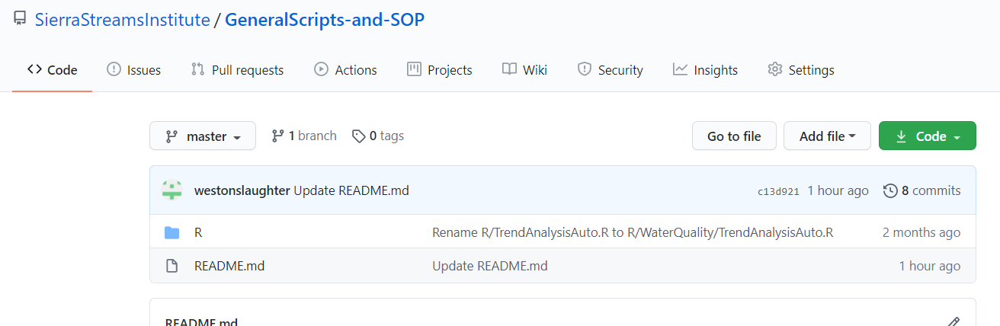 SierraStreamsInstitute / GeneralScripts-and-SOP
Code Issues Pull requests Actions Projects Wiki Security Insights Settings
master 1 branch 0 tags Go to file Add file Code
westonslaughter Update README.md c13d921 1 hour ago 8 commits
R Rename R/TrendAnalysisAuto.R to R/WaterQuality/TrendAnalysisAuto.R 2 months ago
README.md Update README.md 1 hour ago
README.md